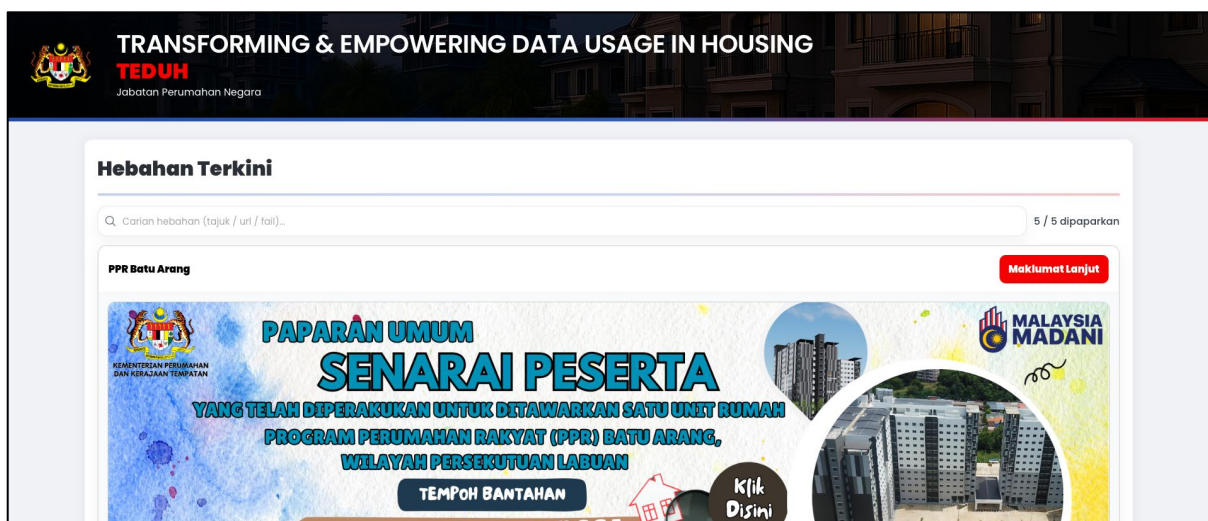 TRANSFORMING & EMPOWERING DATA USAGE IN HOUSING
TEDUH
Jabatan Perumahan Negara
Hebahan Terkini
Carian hebahan (tajuk / url / fail)...
5 / 5 dipaparkan
PPR Batu Arang
Maklumat Lanjut
KEMENTERIAN PERUMAHAN
DAN KERAJAAN TEMPATAN
PAPARAN UMUM
SENARAI PESERTA
YANG TELAH DIPERAKUKAN UNTUK DITAWARKAN SATU UNIT RUMAH
PROGRAM PERUMAHAN RAKYAT (PPR) BATU ARANG,
WILAYAH PERSEKUTUAN LABUAN
TEMPOH BANTAHAN
Klik
Disini
MALAYSIA
MADANI